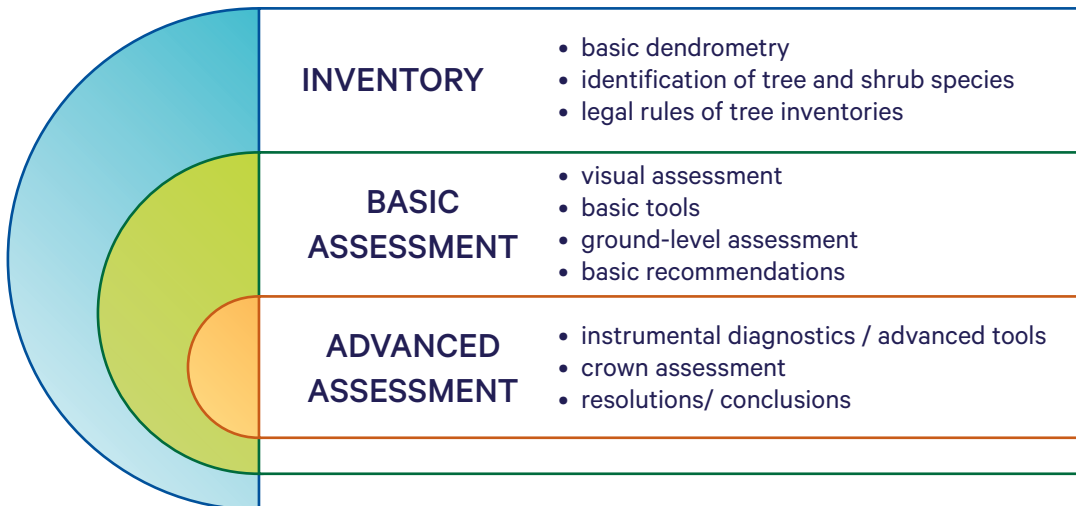 INVENTORY
• basic dendrometry
• identification of tree and shrub species
• legal rules of tree inventories
BASIC
ASSESSMENT
• visual assessment
• basic tools
• ground-level assessment
• basic recommendations
ADVANCED
ASSESSMENT
• instrumental diagnostics / advanced tools
• crown assessment
• resolutions/ conclusions